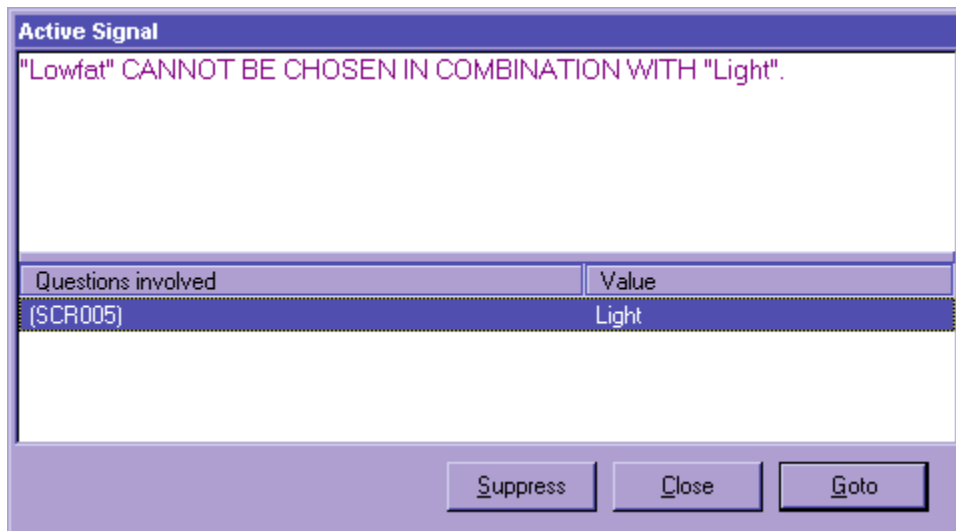 Active Signal
"Lowfat" CANNOT BE CHOSEN IN COMBINATION WITH "Light".
Questions involved Value
(SCR005) Light
Suppress Close Goto